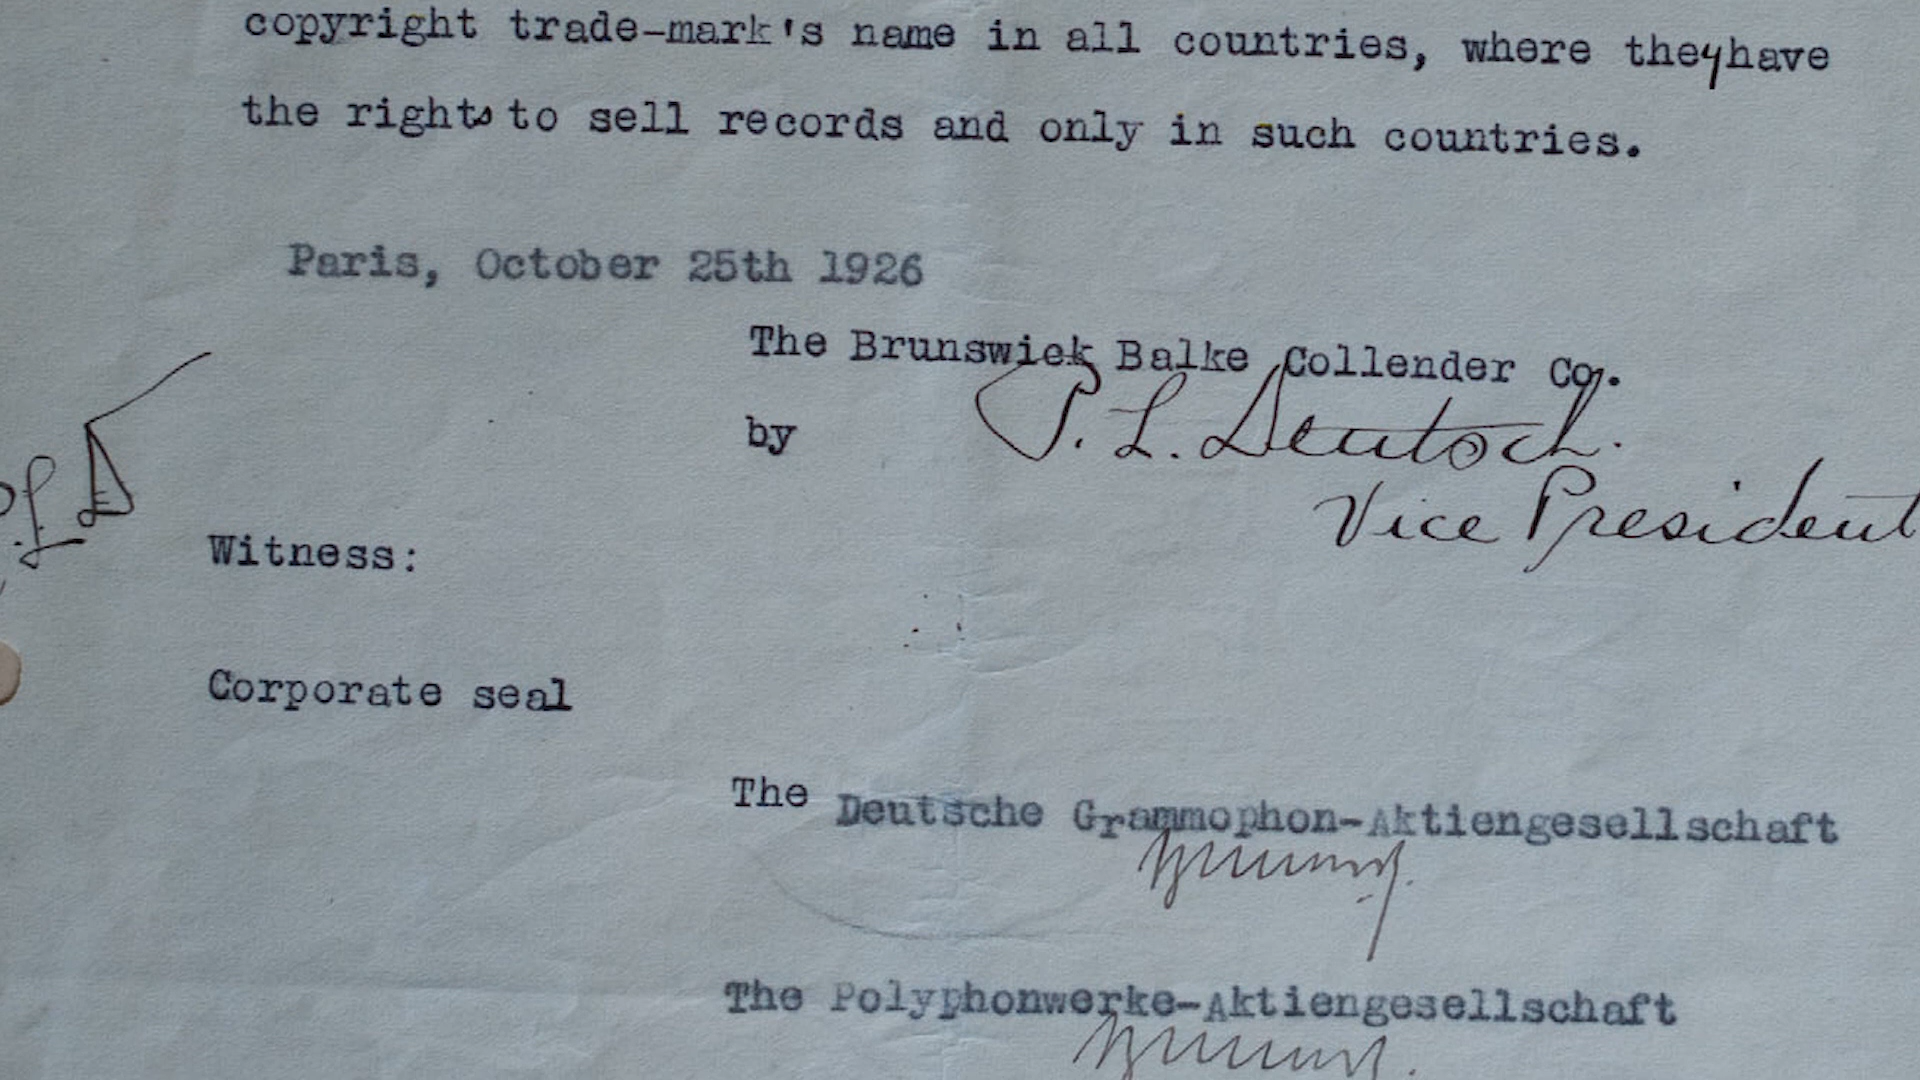 copyright trade-mark's name in all countries, where they have
the rights to sell records and only in such countries.
Paris, October 25th 1926
The Brunswick Balke Collender Co.
by P. L. Deutsch.
Vice President
Witness:
Corporate seal
The Deutsche Grammophon-Aktiengesellschaft
The Polyphonwerke-Aktiengesellschaft